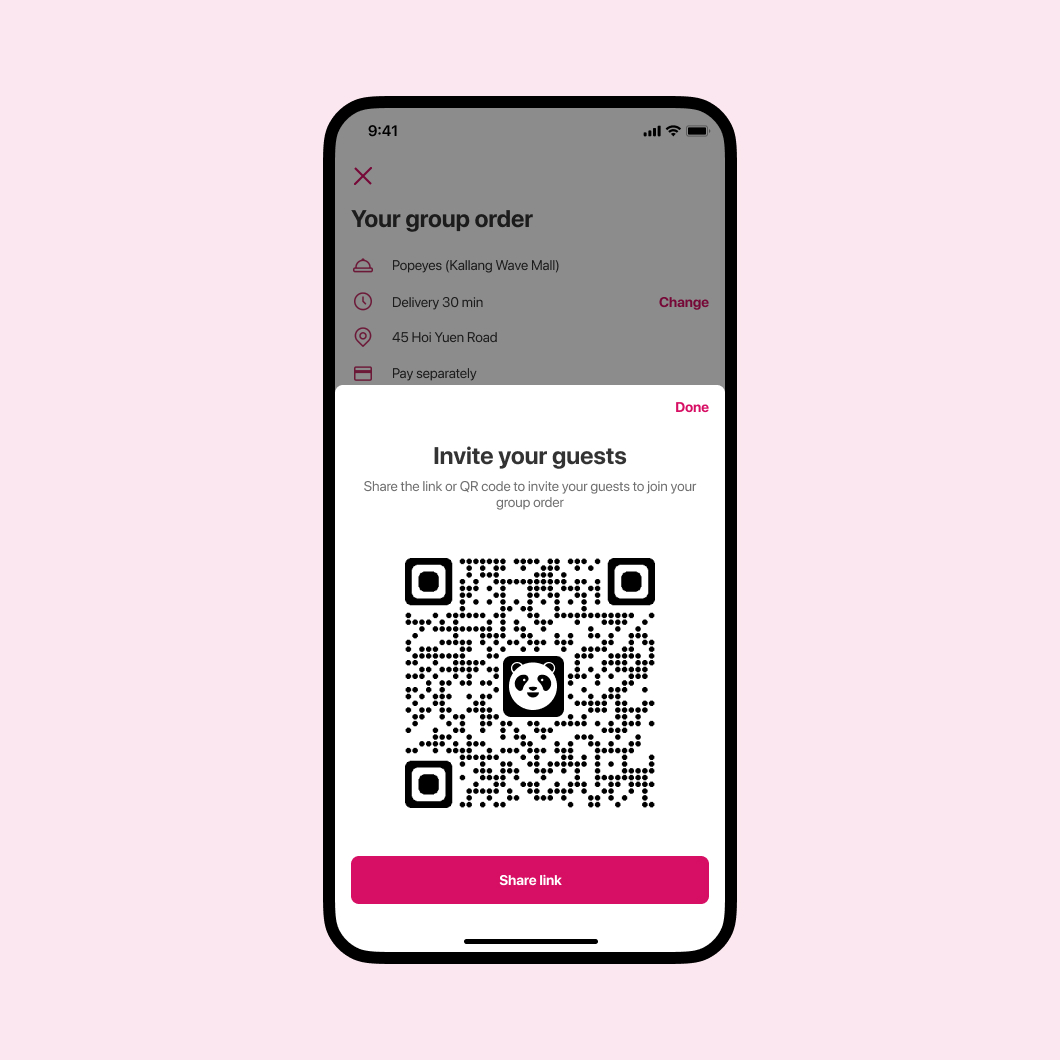 9:41
Your group order
Popeyes (Kallang Wave Mall)
Delivery 30 min
Change
45 Hoi Yuen Road
Pay separately
Done
Invite your guests
Share the link or QR code to invite your guests to join your
group order
Share link